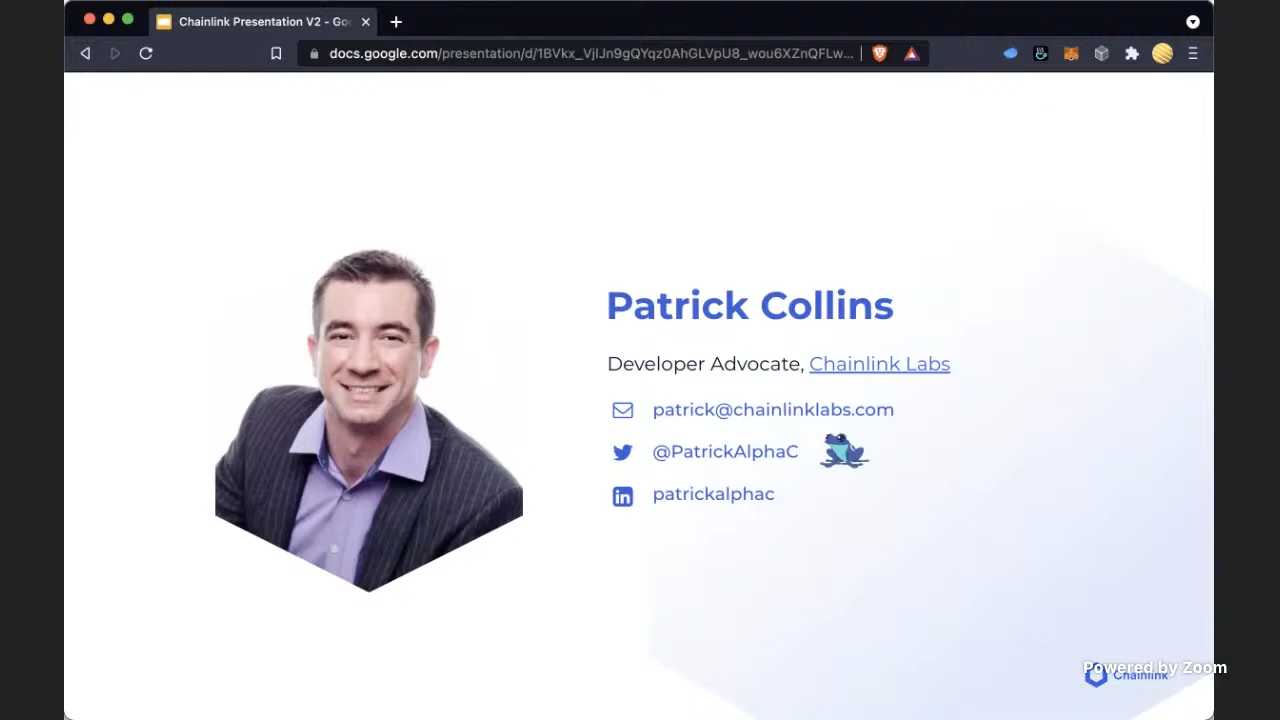 Chainlink Presentation V2 - Go
docs.google.com/presentation/d/1BVkx_VjlJn9gQYqz0AhGLVpU8_wou6XZnQFLw...
Patrick Collins
Developer Advocate, Chainlink Labs
patrick@chainlinklabs.com
@PatrickAlphaC
patrickalphac
Powered by Zoom
Chainlink